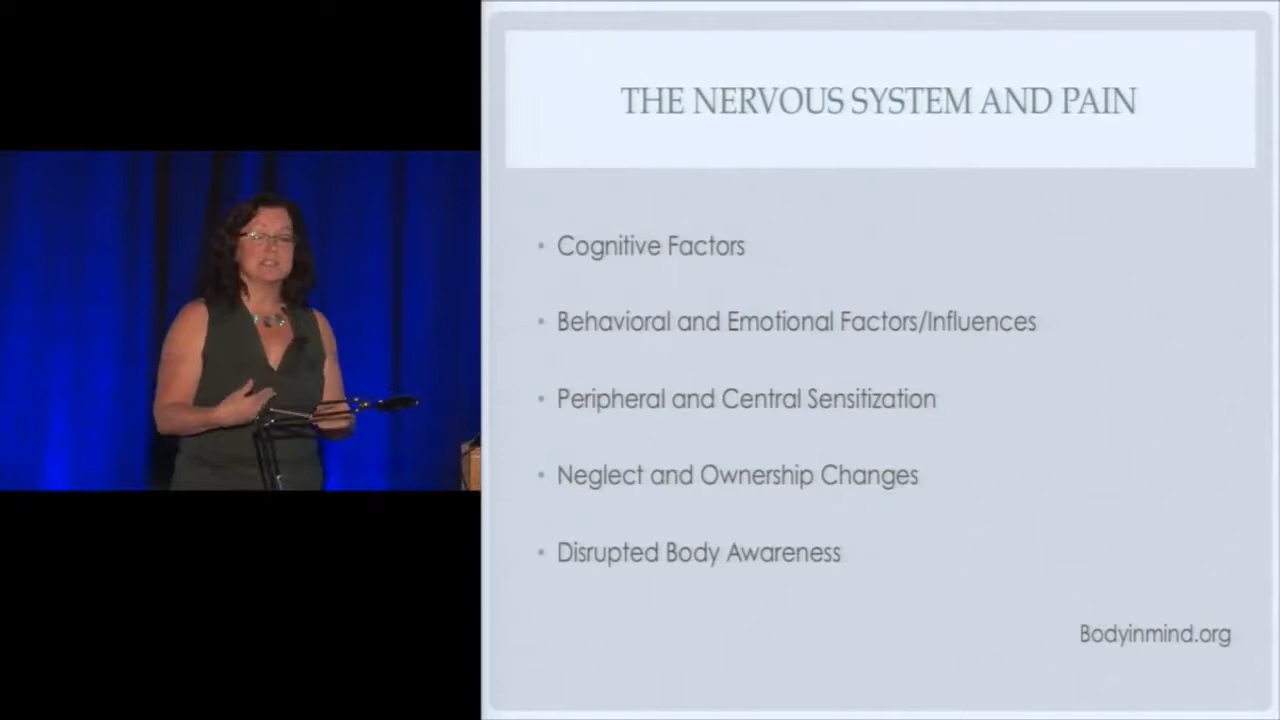 THE NERVOUS SYSTEM AND PAIN
• Cognitive Factors
• Behavioral and Emotional Factors/Influences
• Peripheral and Central Sensitization
• Neglect and Ownership Changes
• Disrupted Body Awareness
Bodyinmind.org